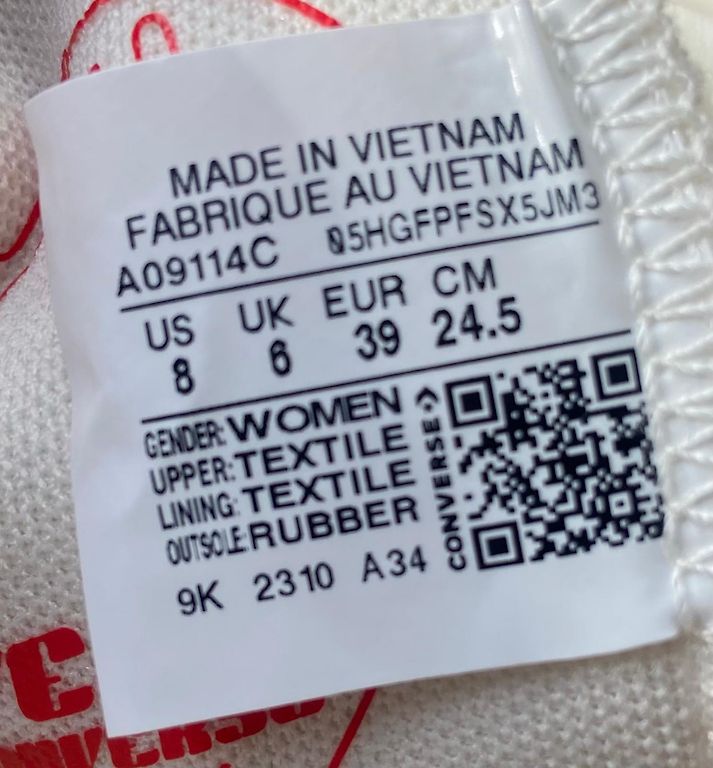 MADE IN VIETNAM
FABRIQUE AU VIETNAM
A09114C 05HGFPFSX5JM3
US UK EUR CM
8 6 39 24.5
GENDER: WOMEN
UPPER: TEXTILE
LINING: TEXTILE
OUTSOLE: RUBBER
CONVERSE
9K 2310 A34